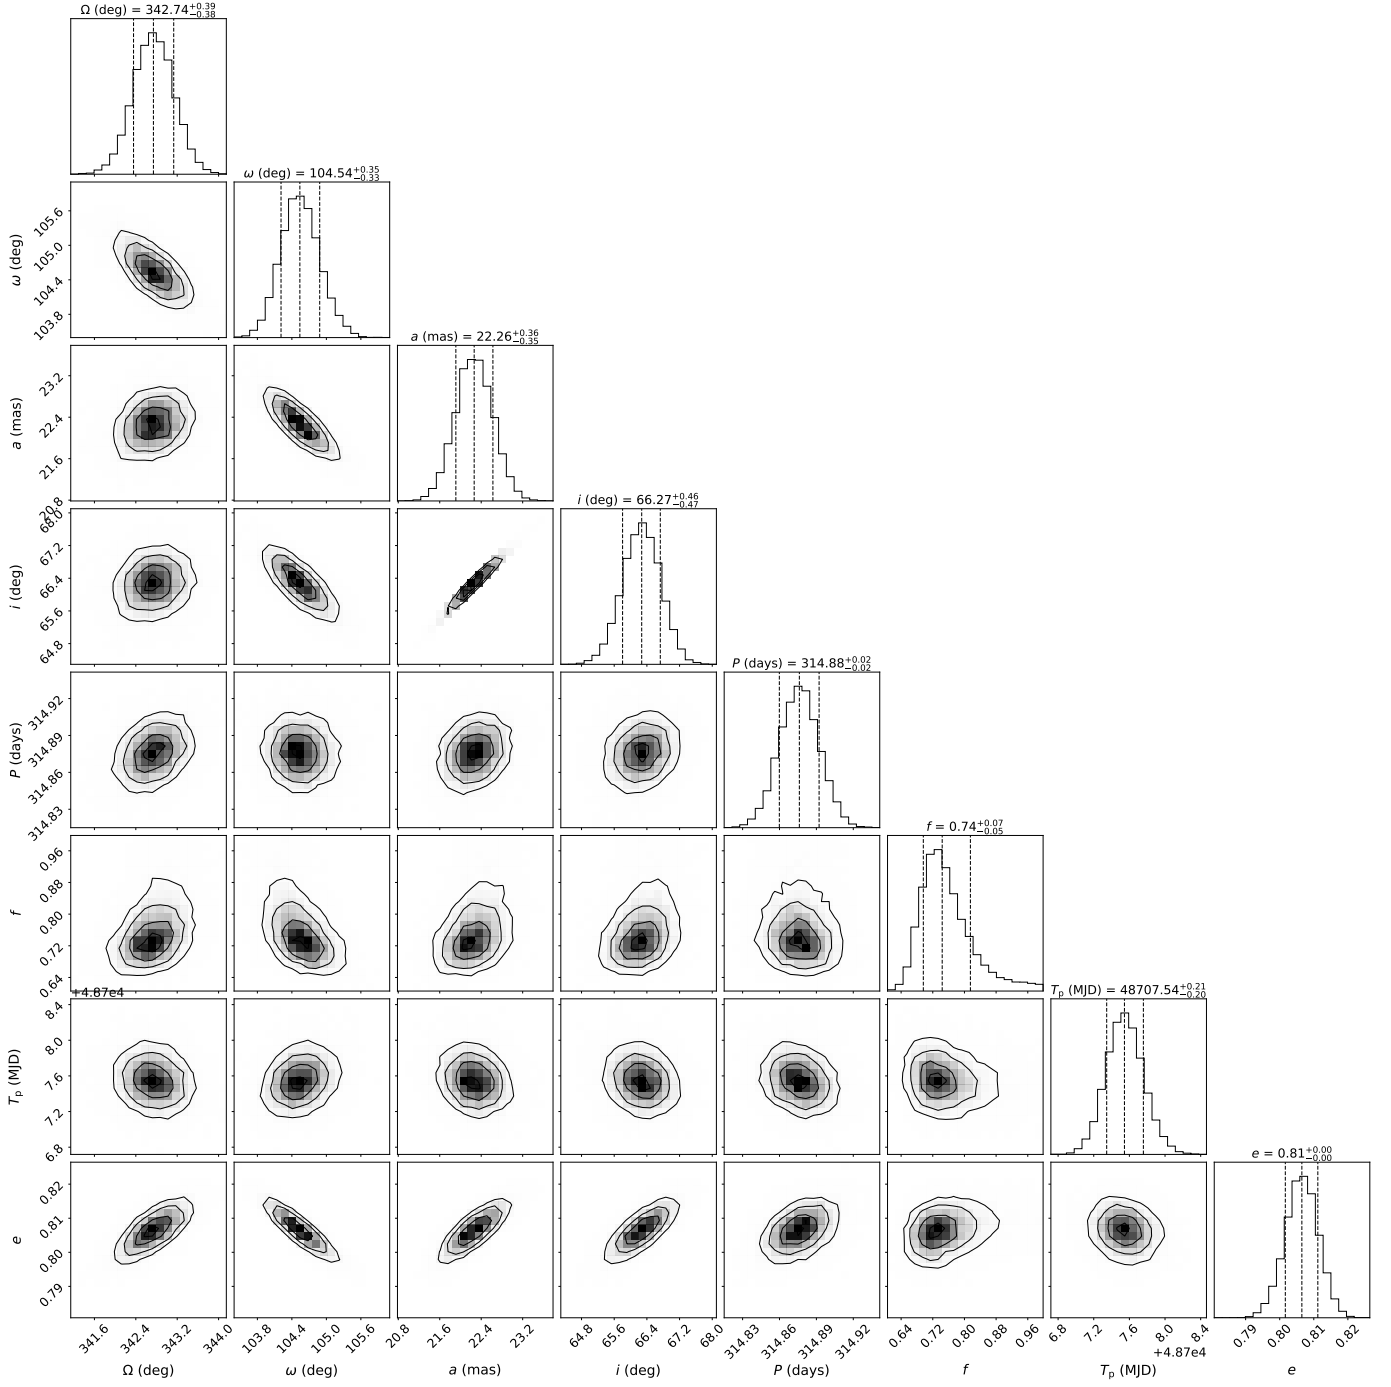 Ω (deg) = 342.74+0.39 −0.38
ω (deg) = 104.54+0.35 −0.33
105.6
105.0
104.4
103.8
ω (deg)
a (mas) = 22.26+0.36 −0.35
23.2
22.4
21.6
20.8
a (mas)
i (deg) = 66.27+0.46 −0.47
68.0
67.2
66.4
65.6
64.8
i (deg)
P (days) = 314.88+0.02 −0.02
314.92
314.89
314.86
314.83
P (days)
f = 0.74+0.07 −0.05
0.96
0.88
0.80
0.72
0.64
f
+4.87e4
Tp (MJD) = 48707.54+0.21 −0.20
8.4
8.0
7.6
7.2
6.8
Tp (MJD)
e = 0.81+0.00 −0.00
0.82
0.81
0.80
0.79
e
341.6 342.4 343.2 344.0 103.8 104.4 105.0 105.6 20.8 21.6 22.4 23.2 64.8 65.6 66.4 67.2 68.0 314.83 314.86 314.89 314.92 0.64 0.72 0.80 0.88 0.96 6.8 7.2 7.6 8.0 8.4 0.79 0.80 0.81 0.82
+4.87e4
Ω (deg) ω (deg) a (mas) i (deg) P (days) f Tp (MJD) e